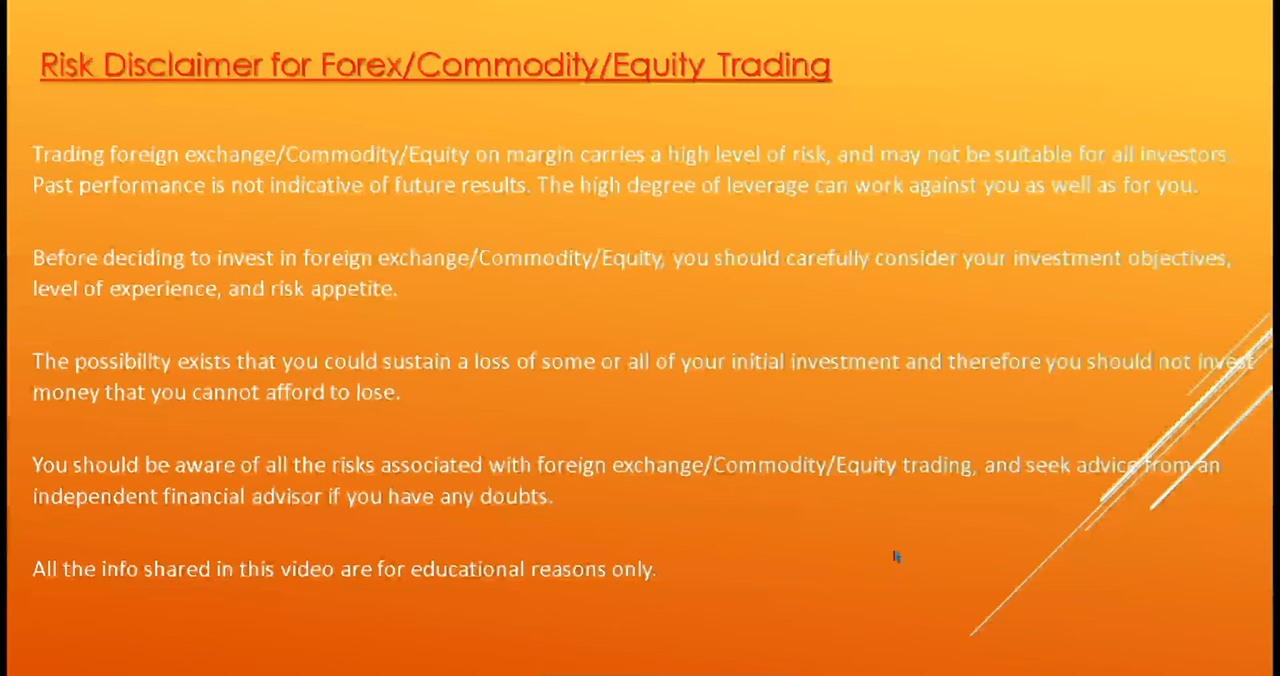 Risk Disclaimer for Forex/Commodity/Equity Trading
Trading foreign exchange/Commodity/Equity on margin carries a high level of risk, and may not be suitable for all investors.
Past performance is not indicative of future results. The high degree of leverage can work against you as well as for you.
Before deciding to invest in foreign exchange/Commodity/Equity, you should carefully consider your investment objectives,
level of experience, and risk appetite.
The possibility exists that you could sustain a loss of some or all of your initial investment and therefore you should not invest
money that you cannot afford to lose.
You should be aware of all the risks associated with foreign exchange/Commodity/Equity trading, and seek advice from an
independent financial advisor if you have any doubts.
All the info shared in this video are for educational reasons only.